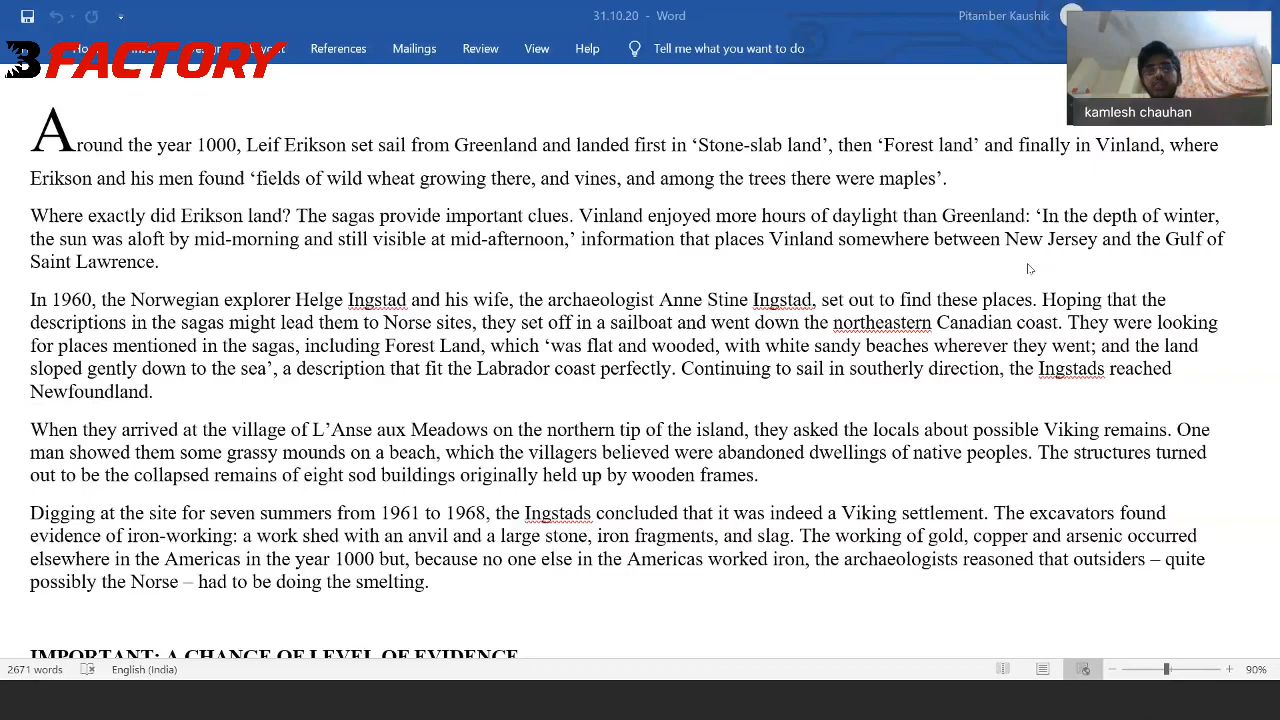 31.10.20 - Word
Pitamber Kaushik
References Mailings Review View Help Tell me what you want to do
3FACTORY
kamlesh chauhan
Around the year 1000, Leif Erikson set sail from Greenland and landed first in ‘Stone-slab land’, then ‘Forest land’ and finally in Vinland, where
Erikson and his men found ‘fields of wild wheat growing there, and vines, and among the trees there were maples’.
Where exactly did Erikson land? The sagas provide important clues. Vinland enjoyed more hours of daylight than Greenland: ‘In the depth of winter,
the sun was aloft by mid-morning and still visible at mid-afternoon,’ information that places Vinland somewhere between New Jersey and the Gulf of
Saint Lawrence.
In 1960, the Norwegian explorer Helge Ingstad and his wife, the archaeologist Anne Stine Ingstad, set out to find these places. Hoping that the
descriptions in the sagas might lead them to Norse sites, they set off in a sailboat and went down the northeastern Canadian coast. They were looking
for places mentioned in the sagas, including Forest Land, which ‘was flat and wooded, with white sandy beaches wherever they went; and the land
sloped gently down to the sea’, a description that fit the Labrador coast perfectly. Continuing to sail in southerly direction, the Ingstads reached
Newfoundland.
When they arrived at the village of L’Anse aux Meadows on the northern tip of the island, they asked the locals about possible Viking remains. One
man showed them some grassy mounds on a beach, which the villagers believed were abandoned dwellings of native peoples. The structures turned
out to be the collapsed remains of eight sod buildings originally held up by wooden frames.
Digging at the site for seven summers from 1961 to 1968, the Ingstads concluded that it was indeed a Viking settlement. The excavators found
evidence of iron-working: a work shed with an anvil and a large stone, iron fragments, and slag. The working of gold, copper and arsenic occurred
elsewhere in the Americas in the year 1000 but, because no one else in the Americas worked iron, the archaeologists reasoned that outsiders – quite
possibly the Norse – had to be doing the smelting.
IMPORTANT: A CHANGE OF LEVEL OF EVIDENCE
2671 words English (India) 90%